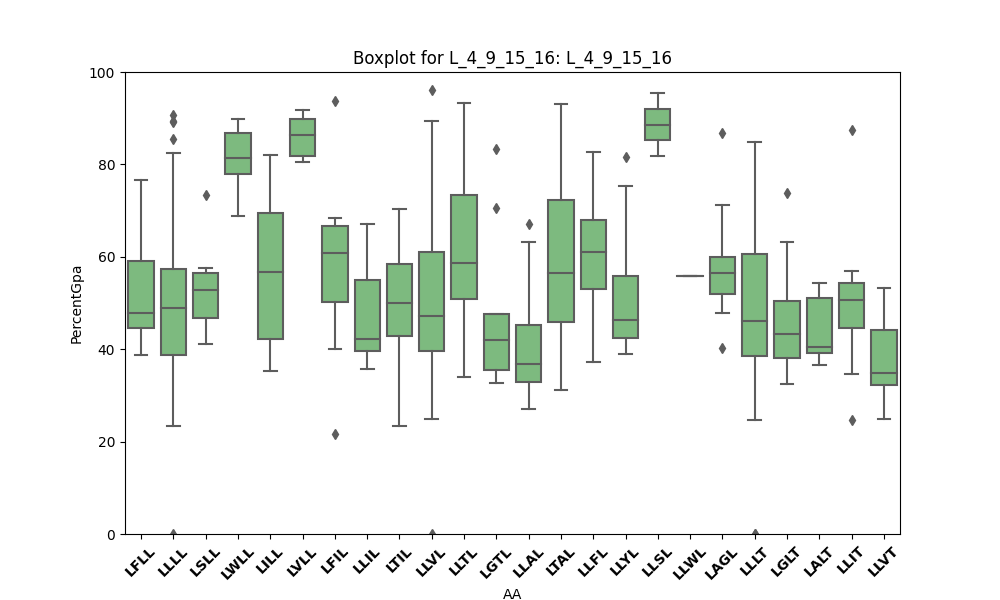 Boxplot for L_4_9_15_16: L_4_9_15_16
100
80
60
40
20
0
PercentGpa
LFLL LLLL LSLL LWLL LILL LVLL LFIL LLIL LTIL LLVL LLTL LGTL LLAL LTAL LLFL LLYL LLSL LLWL LAGL LLLT LGLT LALT LLIT LLVT
AA